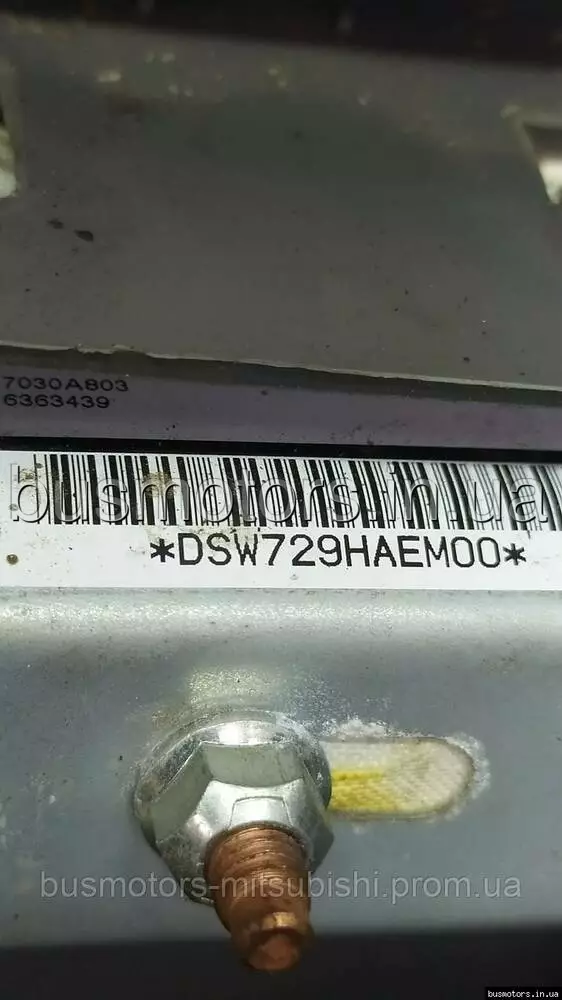 7030A803
6363439
busmotors.in.ua
*DSW729HAEM00*
busmotors-mitsubishi.prom.ua
busmotors.in.ua